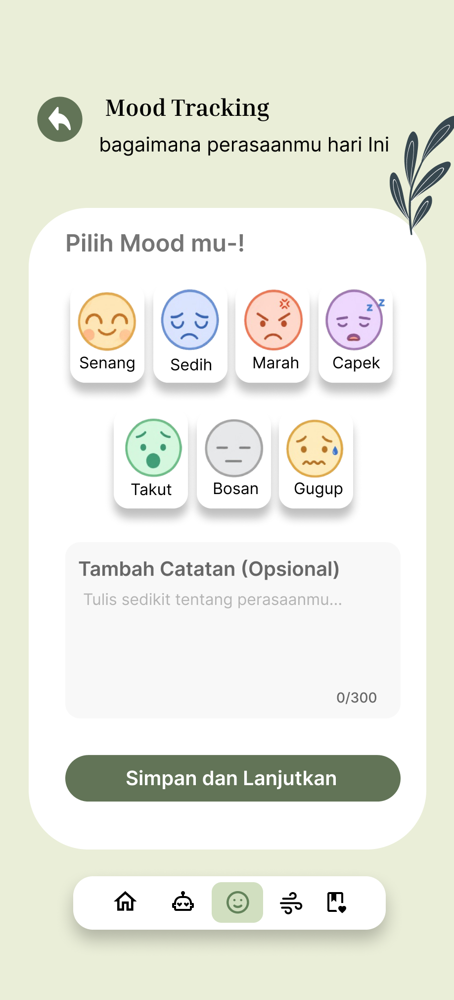 Mood Tracking
bagaimana perasaanmu hari Ini
Pilih Mood mu-!
z z
Senang Sedih Marah Capek
Takut Bosan Gugup
Tambah Catatan (Opsional)
Tulis sedikit tentang perasaanmu...
0/300
Simpan dan Lanjutkan